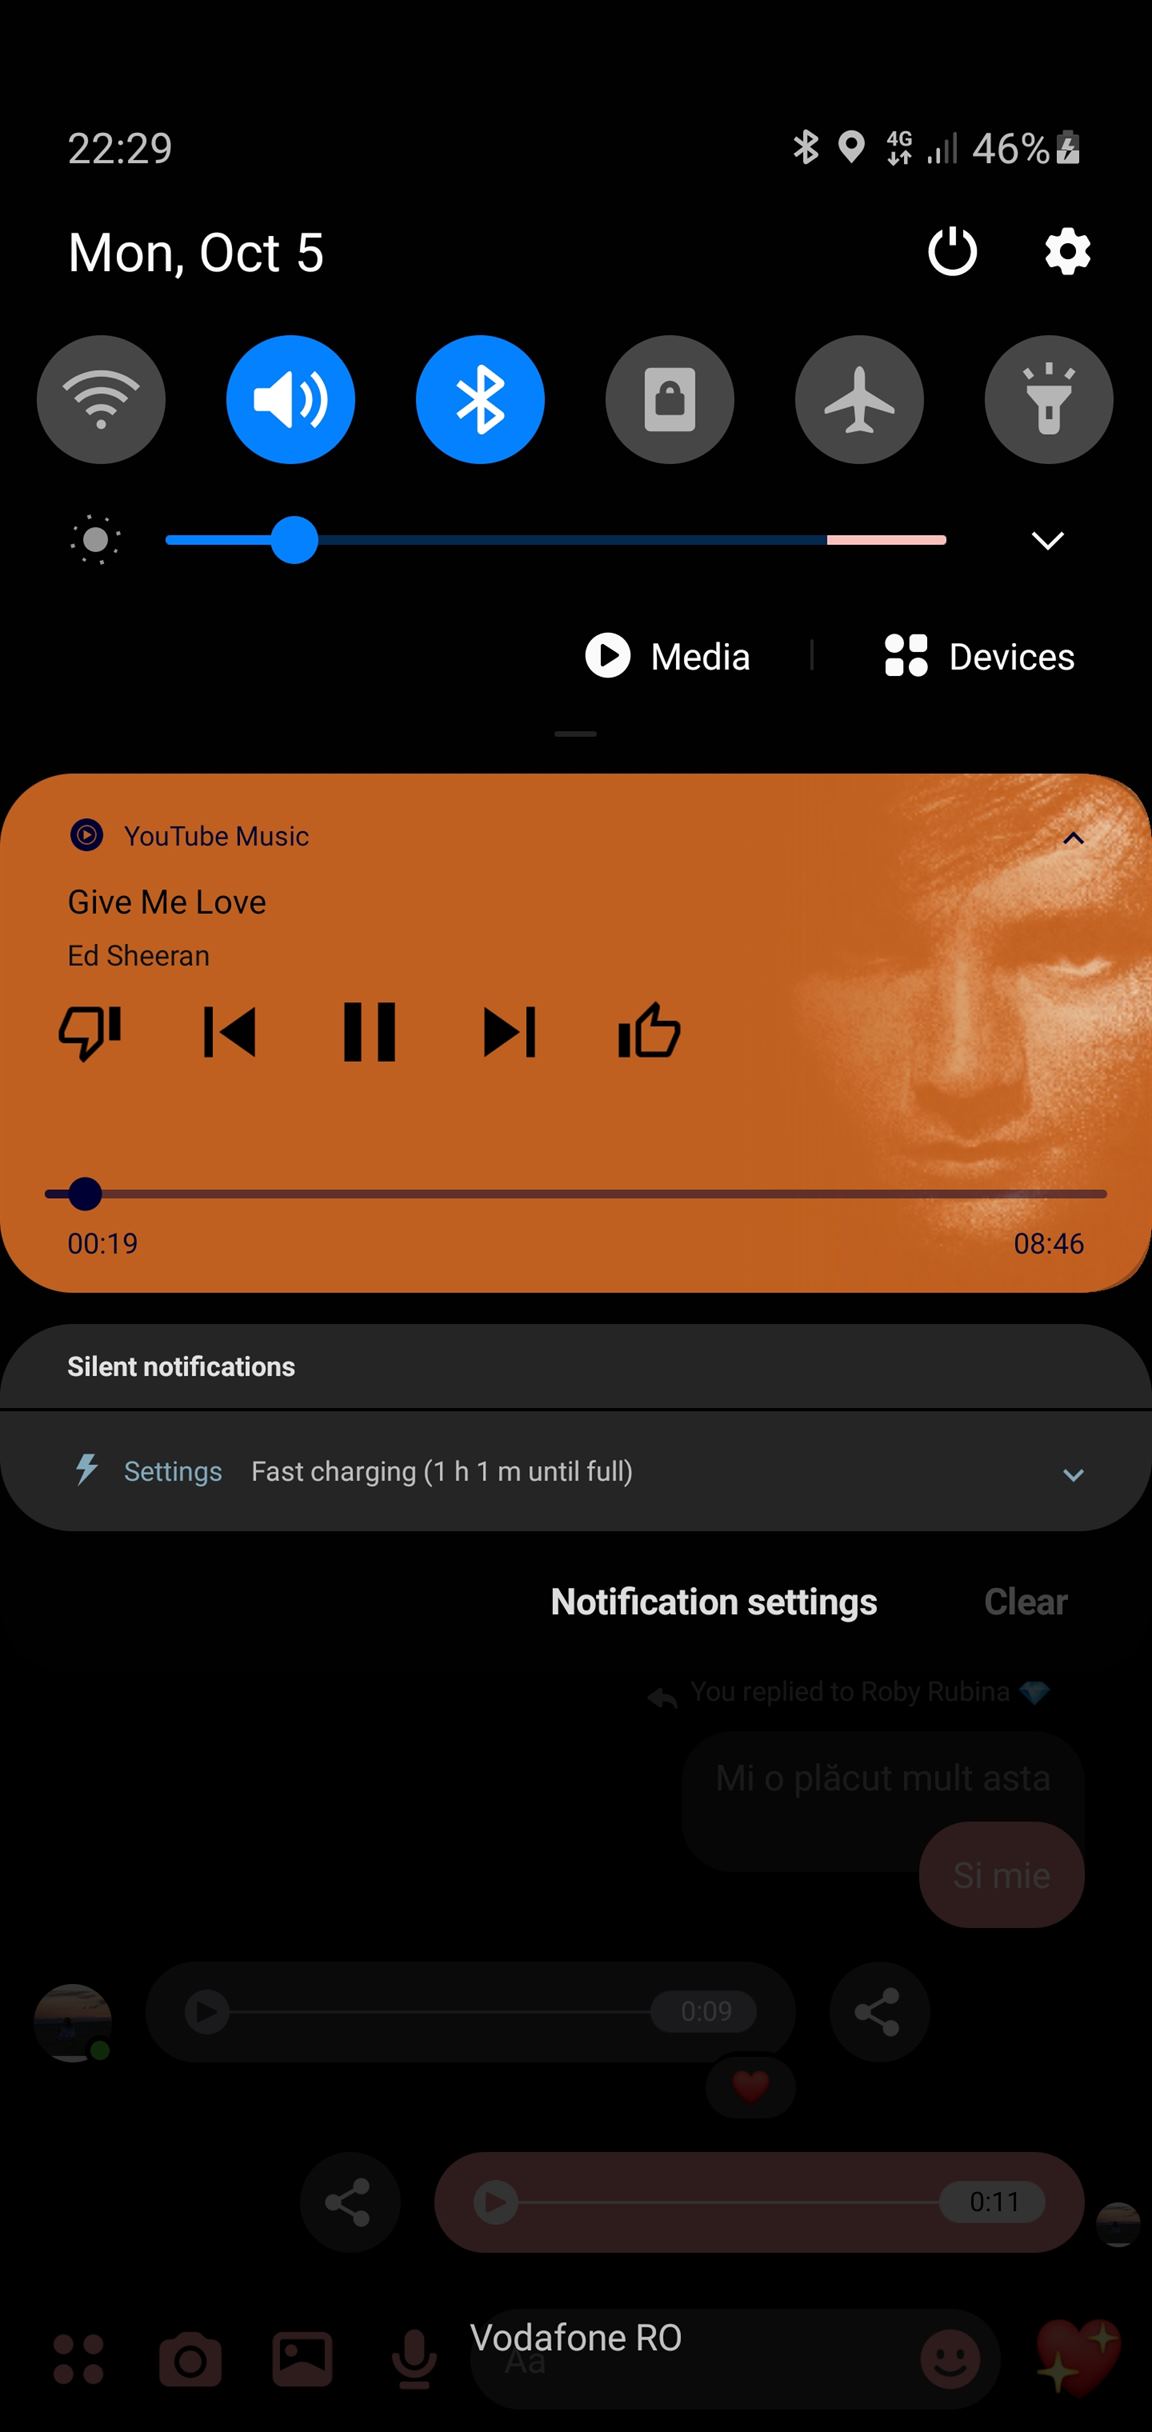 22:29
4G
46%
Mon, Oct 5
Media
Devices
YouTube Music
Give Me Love
Ed Sheeran
00:19
08:46
Silent notifications
Settings Fast charging (1 h 1 m until full)
Notification settings
Clear
You replied to Roby Rubina 💎
Mi o plăcut mult asta
Si mie
0:09
0:11
Vodafone RO
Aa